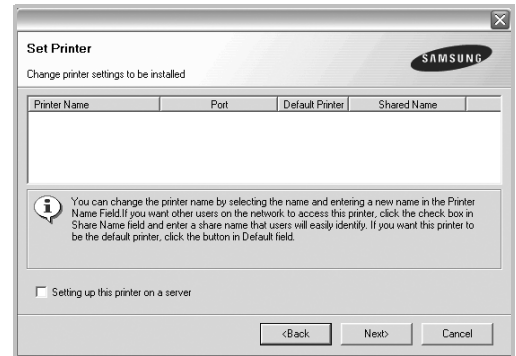 Set Printer
SAMSUNG
Change printer settings to be installed
Printer Name Port Default Printer Shared Name
You can change the printer name by selecting the name and entering a new name in the Printer
Name Field.If you want other users on the network to access this printer, click the check box in
Share Name field and enter a share name that users will easily identify. If you want this printer to
be the default printer, click the button in Default field.
Setting up this printer on a server
<Back Next> Cancel